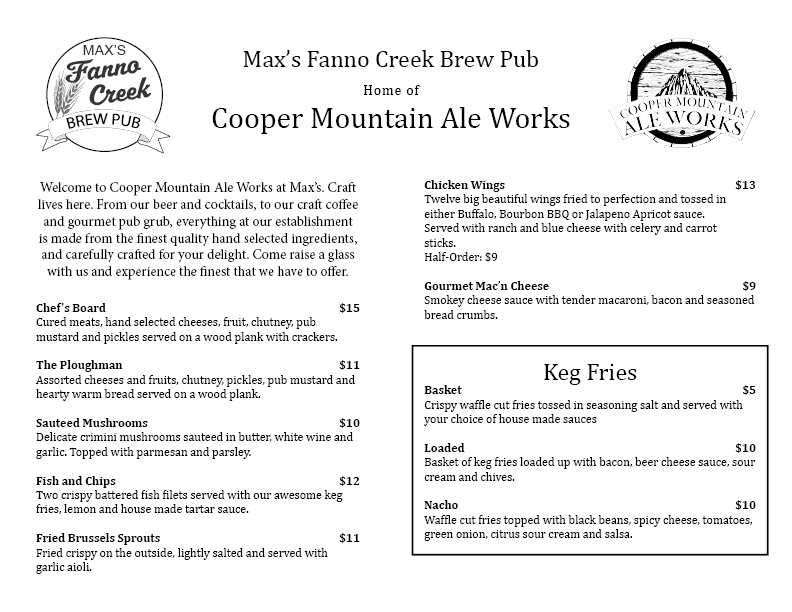 MAX'S
Fanno
Creek
BREW PUB
Max's Fanno Creek Brew Pub
Home of
Cooper Mountain Ale Works
COOPER MOUNTAIN
ALE WORKS
Welcome to Cooper Mountain Ale Works at Max's. Craft
lives here. From our beer and cocktails, to our craft coffee
and gourmet pub grub, everything at our establishment
is made from the finest quality hand selected ingredients,
and carefully crafted for your delight. Come raise a glass
with us and experience the finest that we have to offer.
Chef's Board $15
Cured meats, hand selected cheeses, fruit, chutney, pub
mustard and pickles served on a wood plank with crackers.
The Ploughman $11
Assorted cheeses and fruits, chutney, pickles, pub mustard and
hearty warm bread served on a wood plank.
Sauteed Mushrooms $10
Delicate crimini mushrooms sauteed in butter, white wine and
garlic. Topped with parmesan and parsley.
Fish and Chips $12
Two crispy battered fish filets served with our awesome keg
fries, lemon and house made tartar sauce.
Fried Brussels Sprouts $11
Fried crispy on the outside, lightly salted and served with
garlic aioli.
Chicken Wings $13
Twelve big beautiful wings fried to perfection and tossed in
either Buffalo, Bourbon BBQ or Jalapeno Apricot sauce.
Served with ranch and blue cheese with celery and carrot
sticks.
Half-Order: $9
Gourmet Mac'n Cheese $9
Smokey cheese sauce with tender macaroni, bacon and seasoned
bread crumbs.
Keg Fries
Basket $5
Crispy waffle cut fries tossed in seasoning salt and served with
your choice of house made sauces
Loaded $10
Basket of keg fries loaded up with bacon, beer cheese sauce, sour
cream and chives.
Nacho $10
Waffle cut fries topped with black beans, spicy cheese, tomatoes,
green onion, citrus sour cream and salsa.